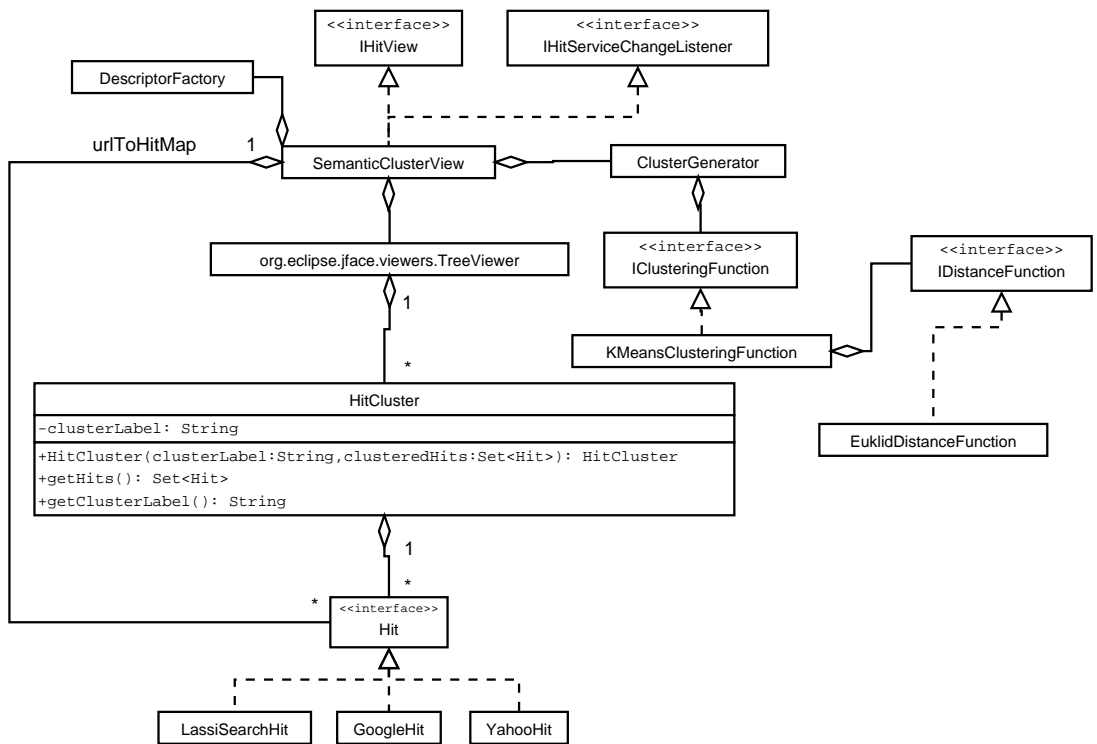 <<interface>>
IHitView
<<interface>>
IHitServiceChangeListener
DescriptorFactory
urlToHitMap
1
SemanticClusterView
ClusterGenerator
<<interface>>
IClusteringFunction
<<interface>>
IDistanceFunction
org.eclipse.jface.viewers.TreeViewer
1
*
KMeansClusteringFunction
EuklidDistanceFunction
HitCluster
-clusterLabel: String
+HitCluster(clusterLabel:String,clusteredHits:Set<Hit>): HitCluster
+getHits(): Set<Hit>
+getClusterLabel(): String
1
*
*
<<interface>>
Hit
LassiSearchHit
GoogleHit
YahooHit